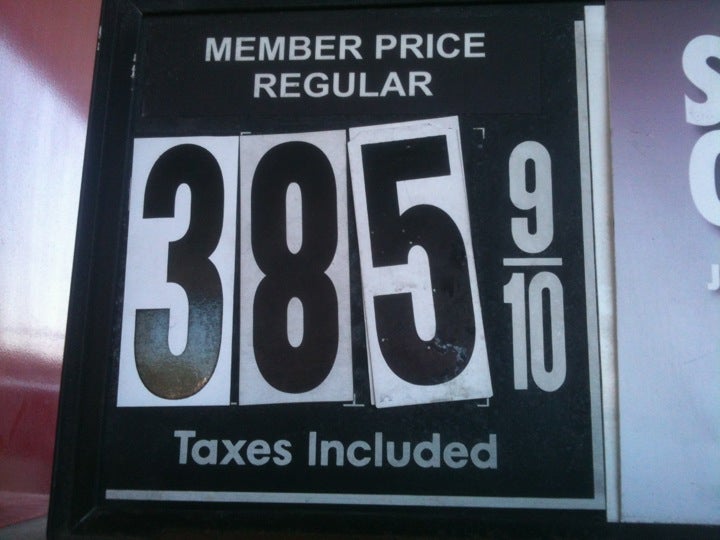 MEMBER PRICE
REGULAR
385 9/10
Taxes Included